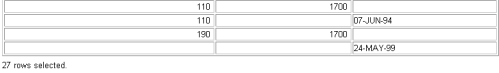 110 1700
110 07-JUN-94
190 1700
24-MAY-99
27 rows selected.